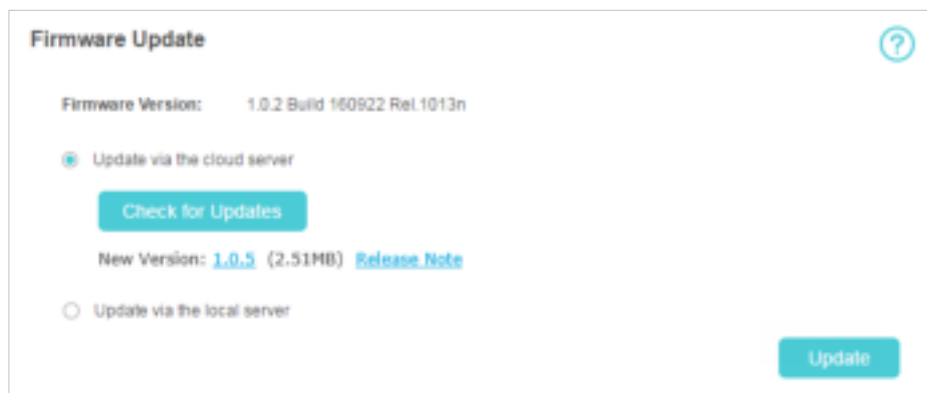 Firmware Update
?
Firmware Version: 1.0.2 Build 160922 Rel.1013n
Update via the cloud server
Check for Updates
New Version: 1.0.5 (2.51MB) Release Note
Update via the local server
Update